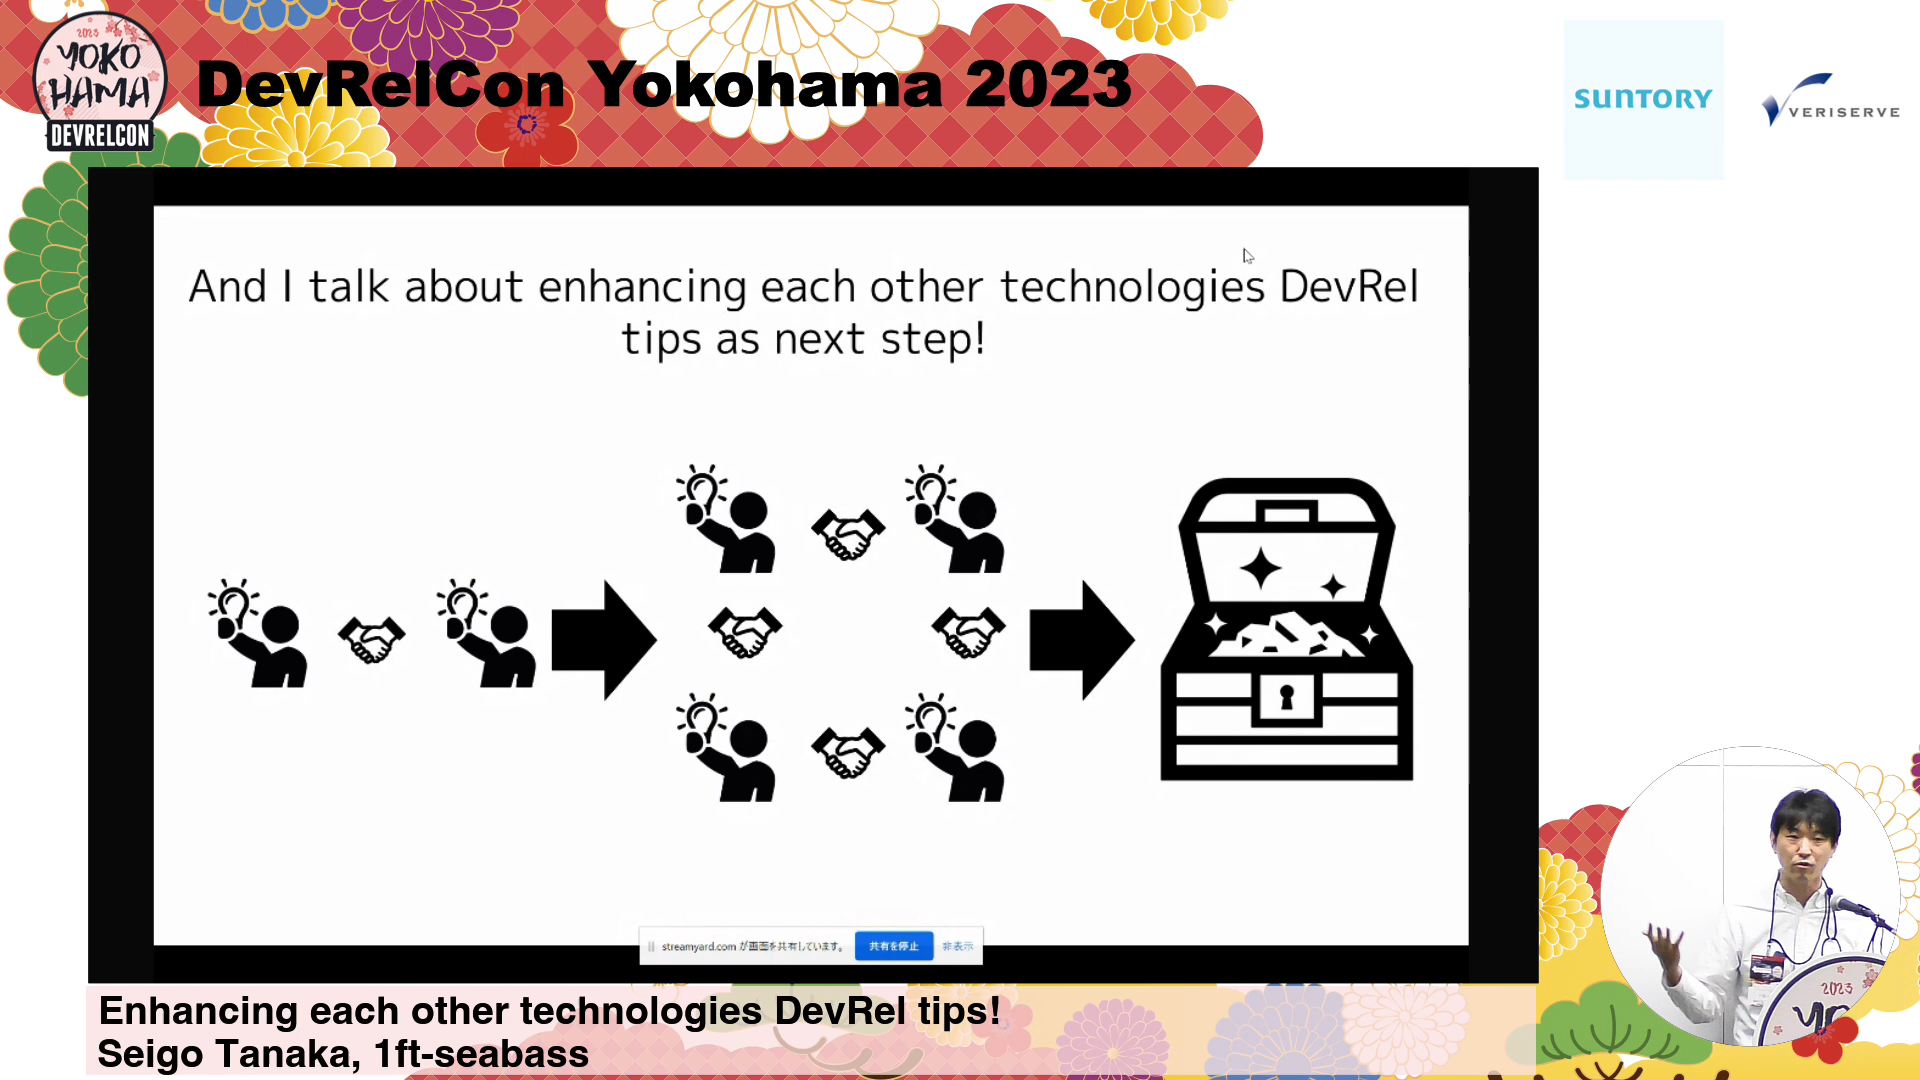 2023
YOKO
HAMA
DEVRELCON
DevRelCon Yokohama 2023
SUNTORY
VERISERVE
And I talk about enhancing each other technologies DevRel
tips as next step!
streamyard.com が画面を共有しています。 共有を停止 非表示
2023
Enhancing each other technologies DevRel tips!
Seigo Tanaka, 1ft-seabass